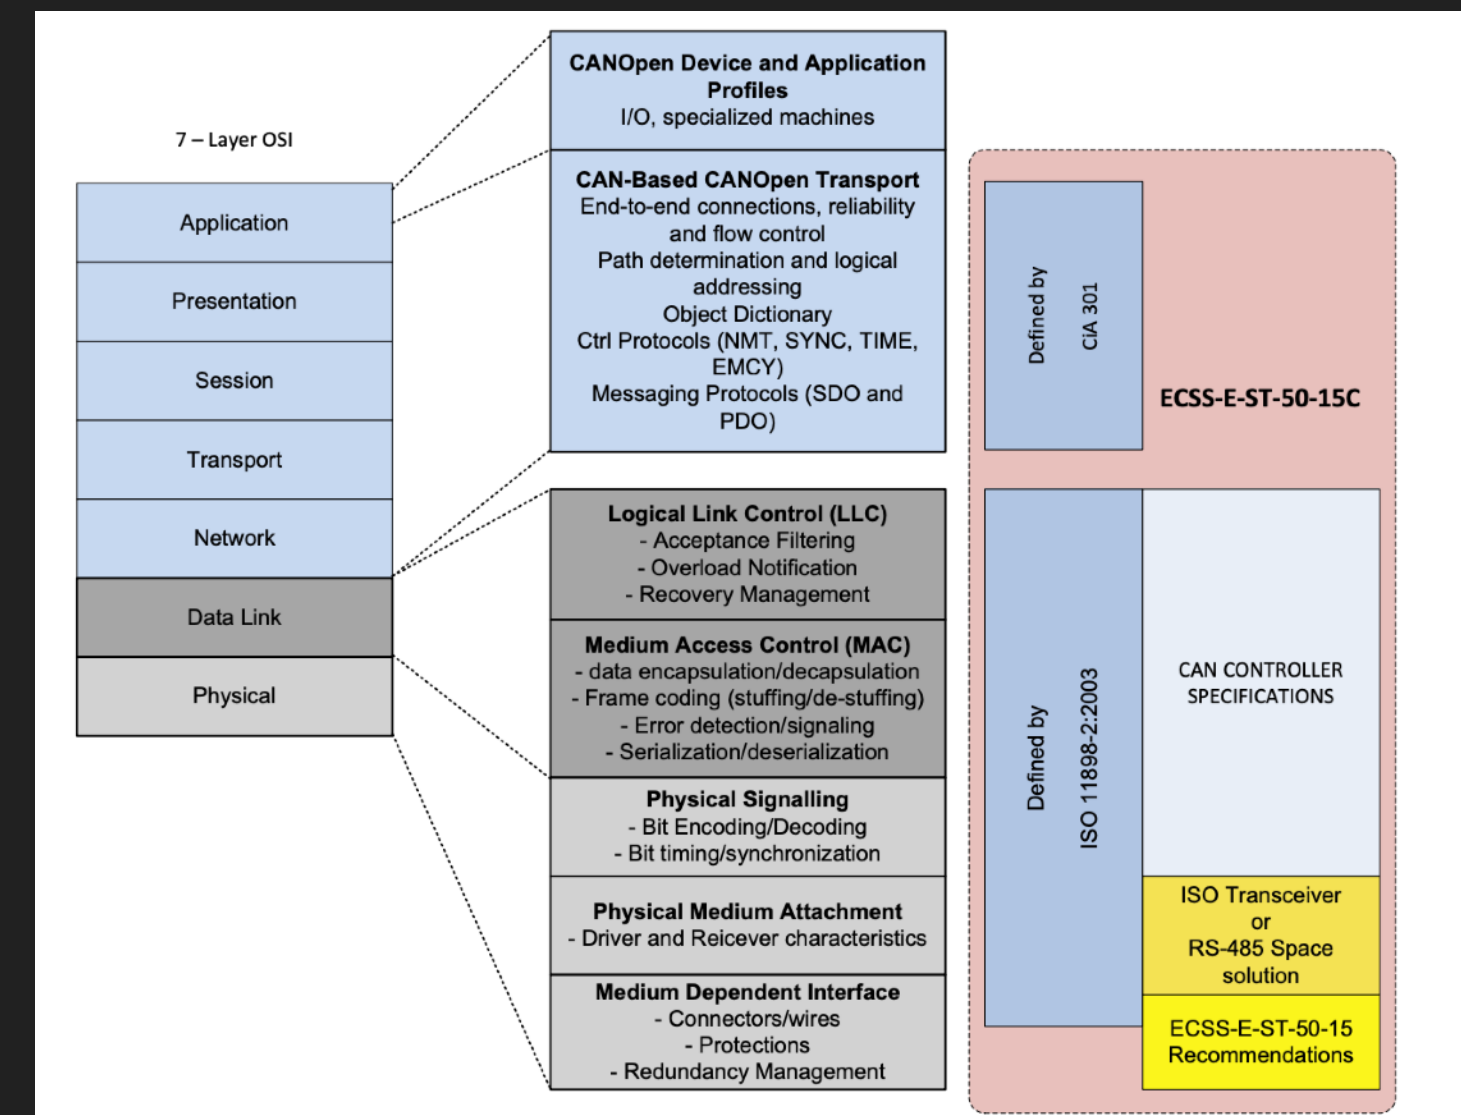 7 – Layer OSI
Application
Presentation
Session
Transport
Network
Data Link
Physical
CANOpen Device and Application
Profiles
I/O, specialized machines
CAN-Based CANOpen Transport
End-to-end connections, reliability
and flow control
Path determination and logical
addressing
Object Dictionary
Ctrl Protocols (NMT, SYNC, TIME,
EMCY)
Messaging Protocols (SDO and
PDO)
Logical Link Control (LLC)
- Acceptance Filtering
- Overload Notification
- Recovery Management
Medium Access Control (MAC)
- data encapsulation/decapsulation
- Frame coding (stuffing/de-stuffing)
- Error detection/signaling
- Serialization/deserialization
Physical Signalling
- Bit Encoding/Decoding
- Bit timing/synchronization
Physical Medium Attachment
- Driver and Reicever characteristics
Medium Dependent Interface
- Connectors/wires
- Protections
- Redundancy Management
Defined by
CiA 301
ECSS-E-ST-50-15C
Defined by
ISO 11898-2:2003
CAN CONTROLLER
SPECIFICATIONS
ISO Transceiver
or
RS-485 Space
solution
ECSS-E-ST-50-15
Recommendations